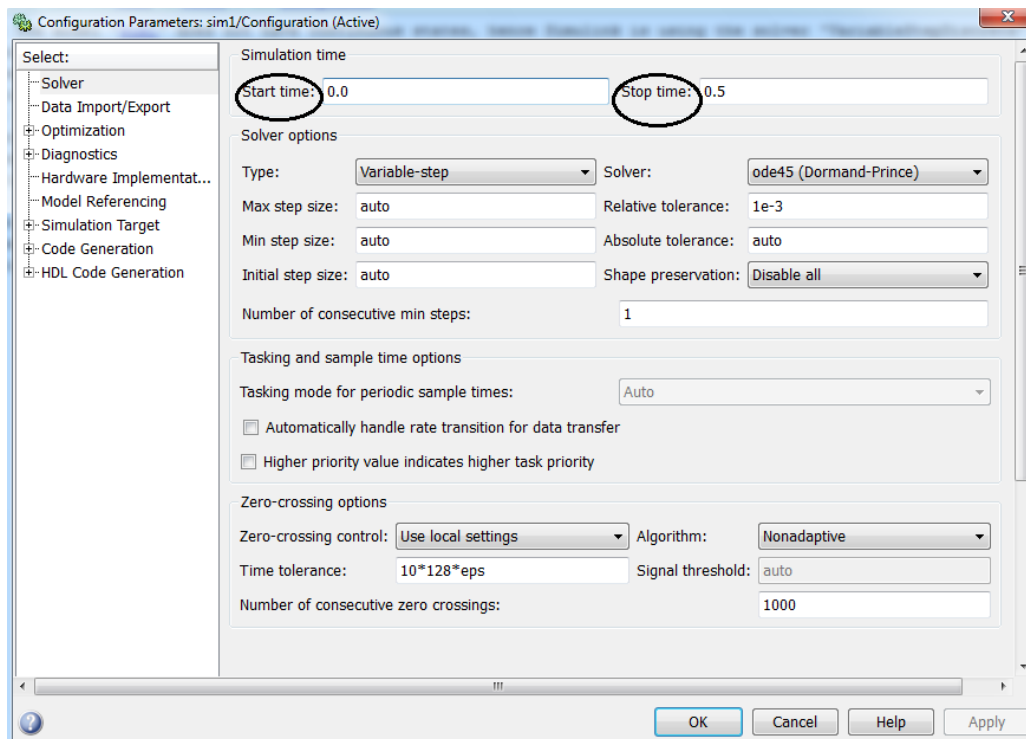 Configuration Parameters: sim1/Configuration (Active)
Select:
Solver
Data Import/Export
Optimization
Diagnostics
Hardware Implementat...
Model Referencing
Simulation Target
Code Generation
HDL Code Generation
Simulation time
Start time: 0.0 Stop time: 0.5
Solver options
Type: Variable-step Solver: ode45 (Dormand-Prince)
Max step size: auto Relative tolerance: 1e-3
Min step size: auto Absolute tolerance: auto
Initial step size: auto Shape preservation: Disable all
Number of consecutive min steps: 1
Tasking and sample time options
Tasking mode for periodic sample times: Auto
Automatically handle rate transition for data transfer
Higher priority value indicates higher task priority
Zero-crossing options
Zero-crossing control: Use local settings Algorithm: Nonadaptive
Time tolerance: 10*128*eps Signal threshold: auto
Number of consecutive zero crossings: 1000
OK Cancel Help Apply